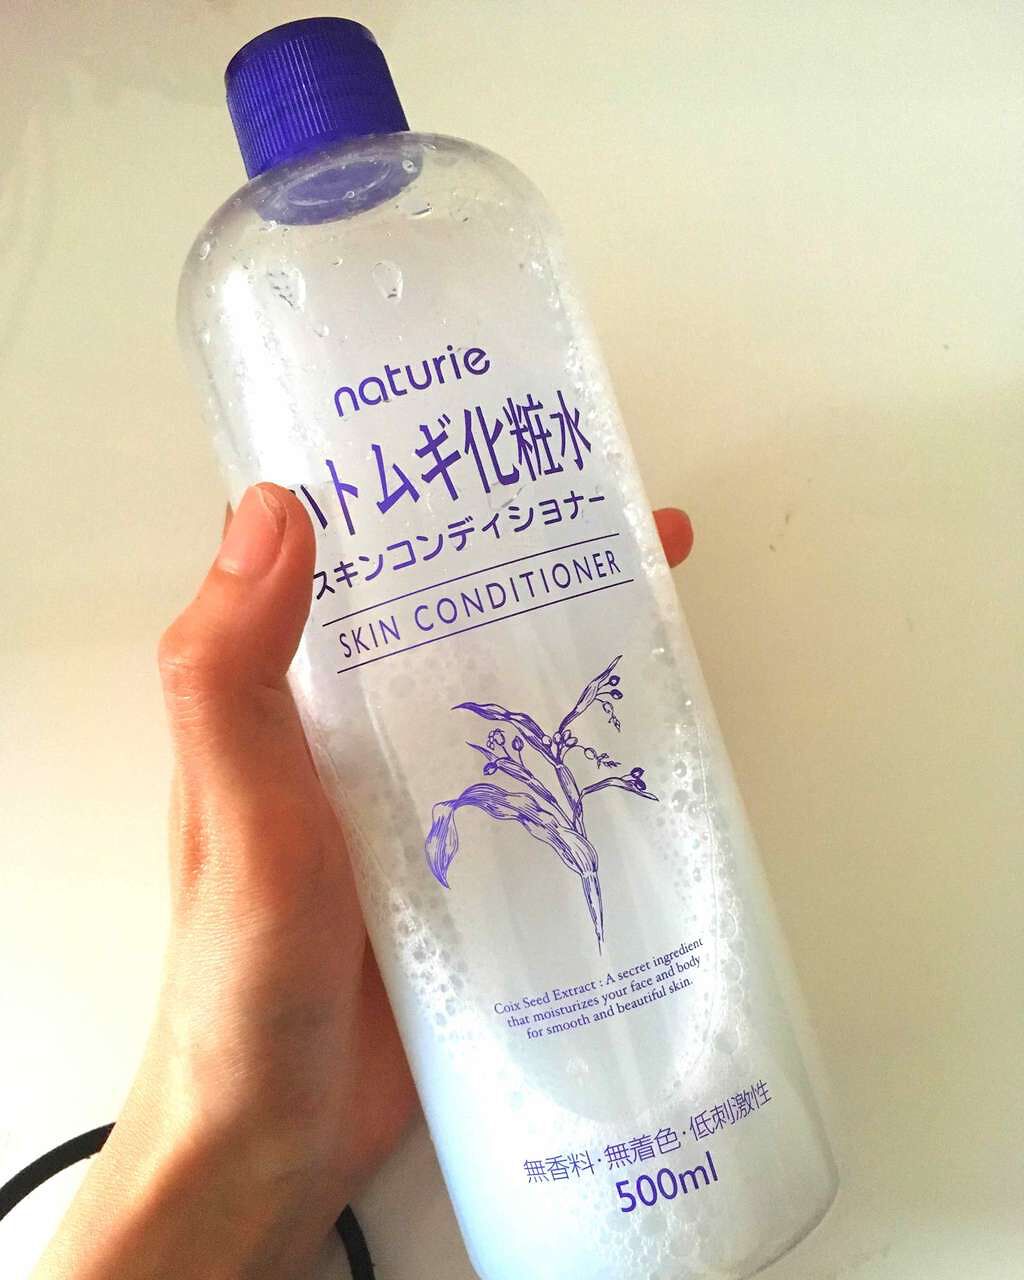 naturie
ハトムギ化粧水
スキンコンディショナー
SKIN CONDITIONER
Coix Seed Extract : A secret ingredient
that moisturizes your face and body
for smooth and beautiful skin.
無香料・無着色・低刺激性
500ml